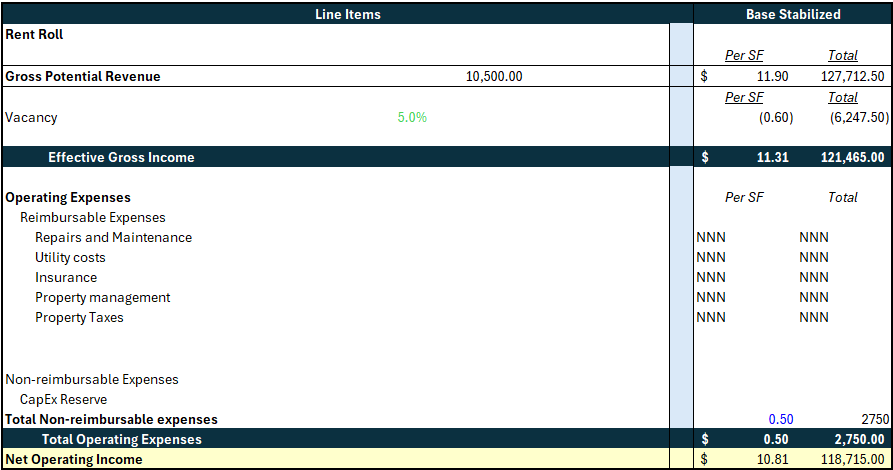 Line Items Base Stabilized
Rent Roll
Per SF Total
Gross Potential Revenue 10,500.00 $ 11.90 127,712.50
Per SF Total
Vacancy 5.0% (0.60) (6,247.50)
Effective Gross Income $ 11.31 121,465.00
Operating Expenses Per SF Total
Reimbursable Expenses
Repairs and Maintenance NNN NNN
Utility costs NNN NNN
Insurance NNN NNN
Property management NNN NNN
Property Taxes NNN NNN
Non-reimbursable Expenses
CapEx Reserve
Total Non-reimbursable expenses 0.50 2750
Total Operating Expenses $ 0.50 2,750.00
Net Operating Income $ 10.81 118,715.00